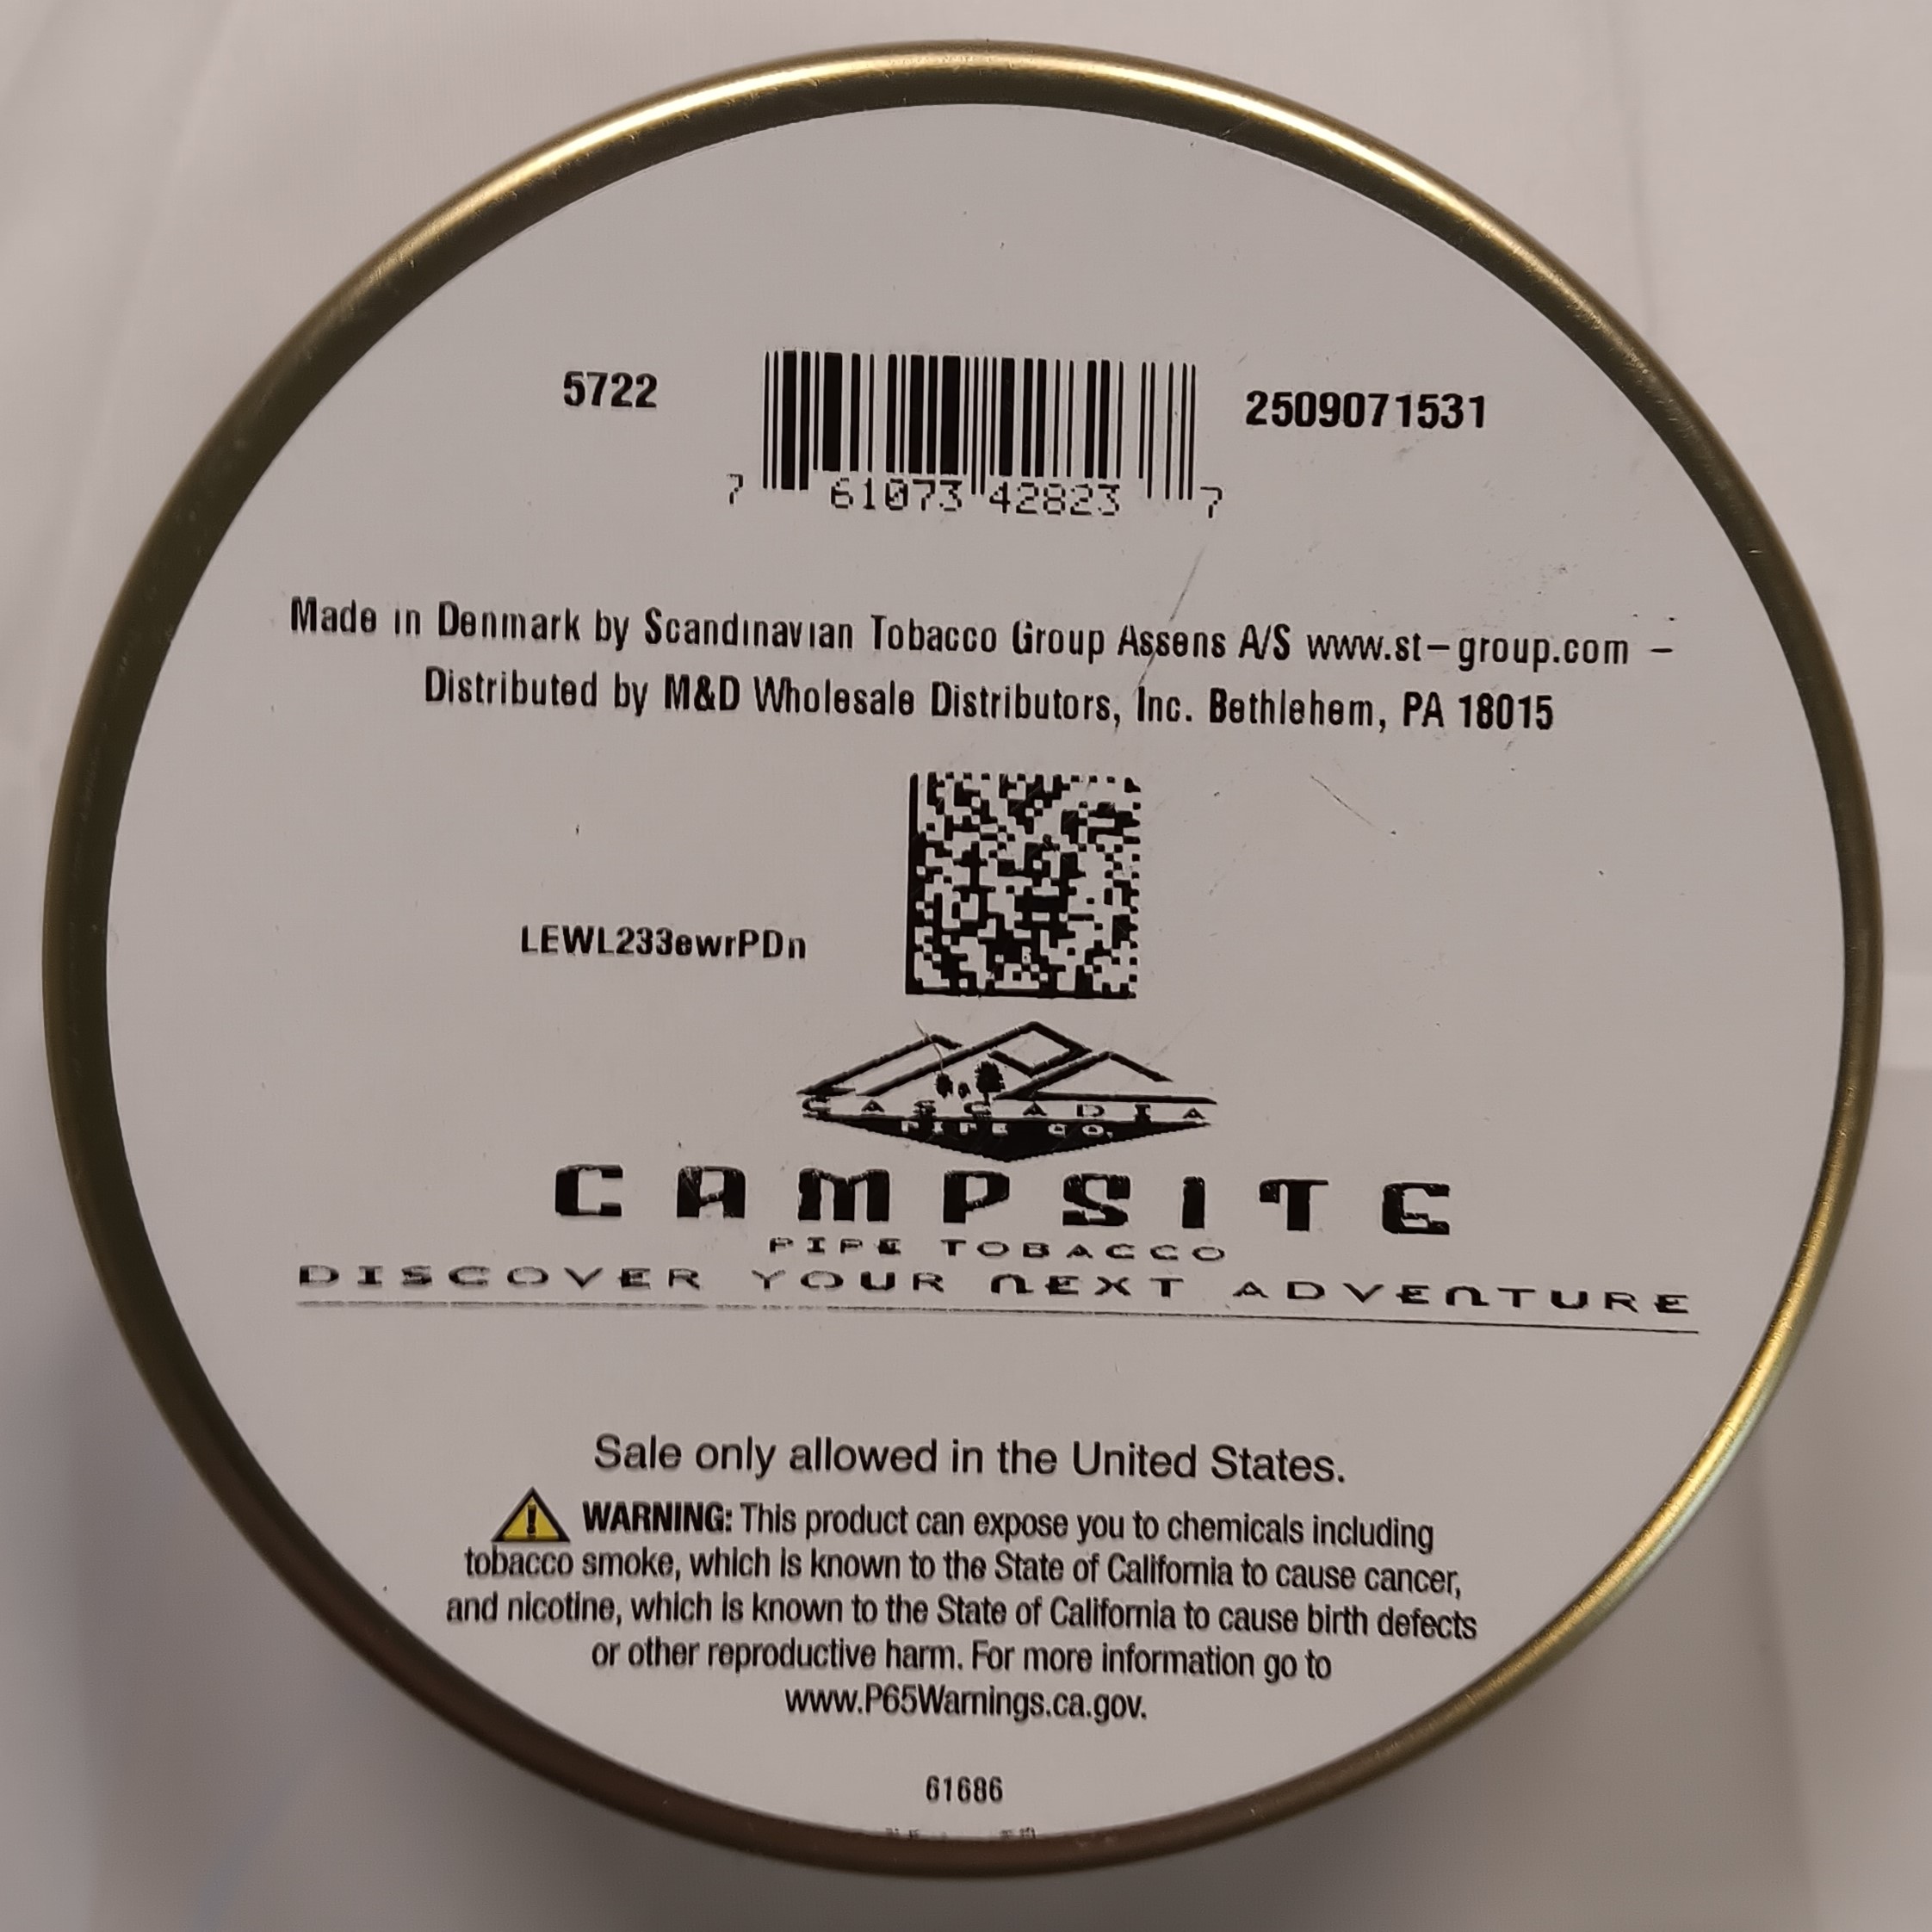 5722
2509071531
7 61073 42823 7
Made in Denmark by Scandinavian Tobacco Group Assens A/S www.st-group.com -
Distributed by M&D Wholesale Distributors, Inc. Bethlehem, PA 18015
LEWL233ewrPDn
CASCADIA
PIPE CO.
CAMPSITE
PIPE TOBACCO
DISCOVER YOUR NEXT ADVENTURE
Sale only allowed in the United States.
WARNING: This product can expose you to chemicals including
tobacco smoke, which is known to the State of California to cause cancer,
and nicotine, which is known to the State of California to cause birth defects
or other reproductive harm. For more information go to
www.P65Warnings.ca.gov.
61686